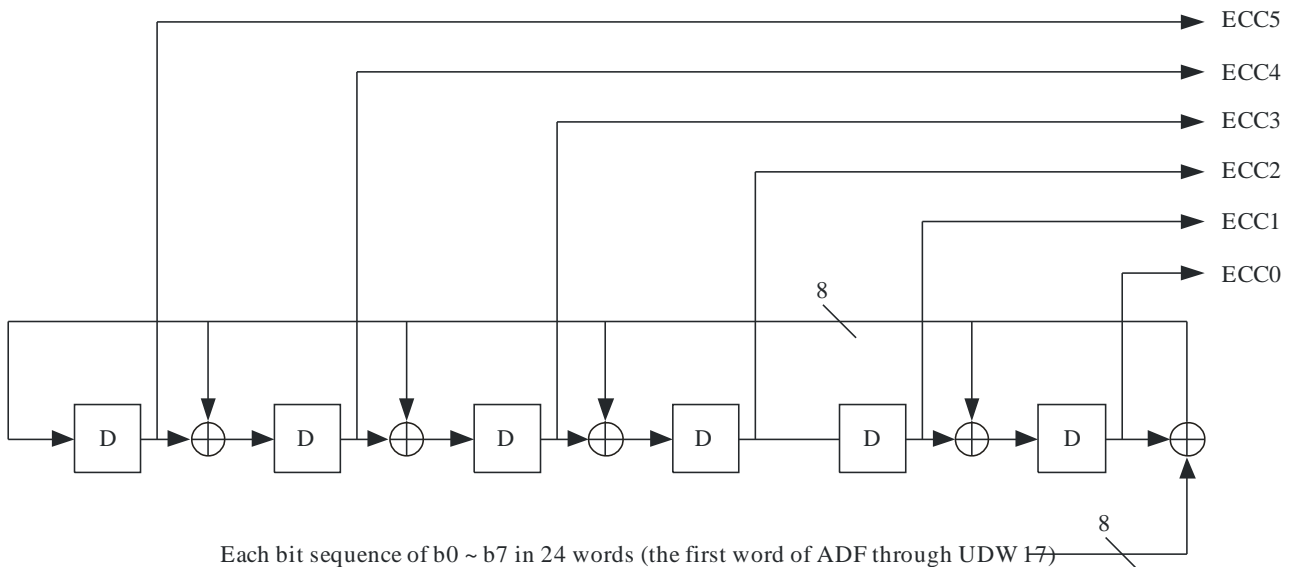 ECC5
ECC4
ECC3
ECC2
ECC1
ECC0
8
D D D D D D
8
Each bit sequence of b0 ~ b7 in 24 words (the first word of ADF through UDW 17)